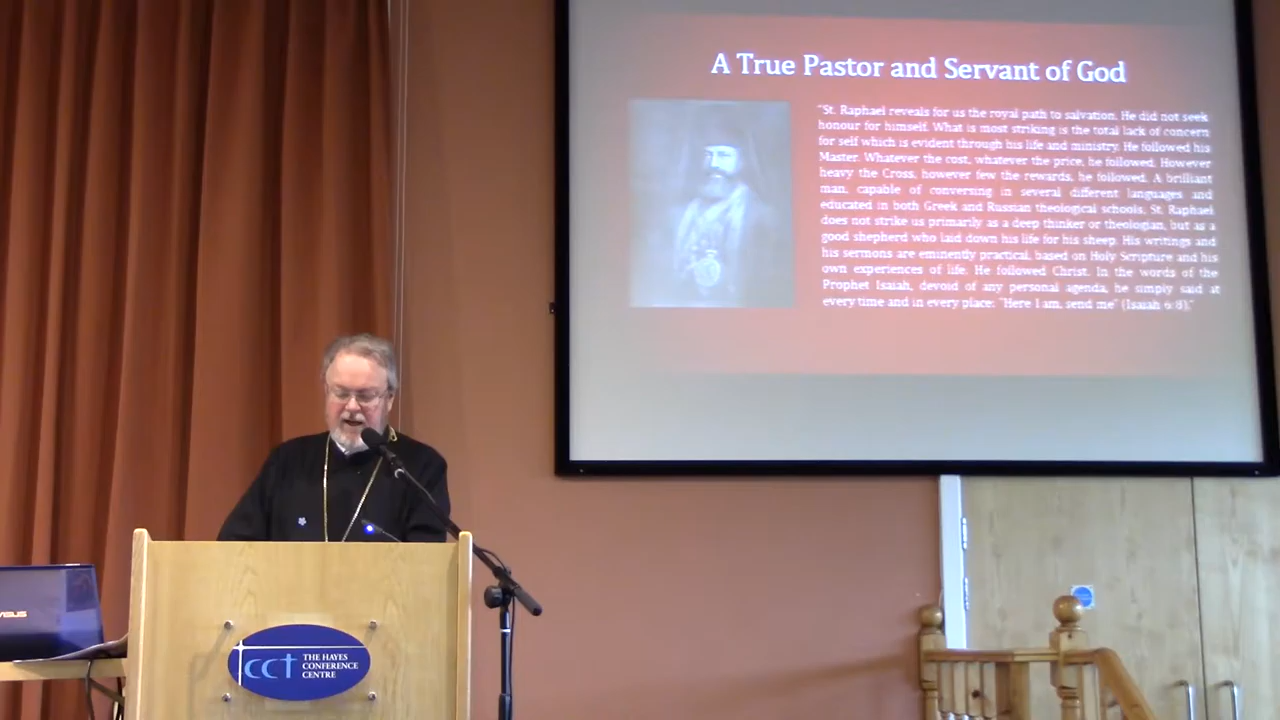 A True Pastor and Servant of God
"St. Raphael reveals for us the royal path to salvation. He did not seek
honour for himself. What is most striking is the total lack of concern
for self which is evident through his life and ministry. He followed his
Master. Whatever the cost, whatever the price, he followed. However
heavy the Cross, however few the rewards, he followed. A brilliant
man, capable of conversing in several different languages and
educated in both Greek and Russian theological schools, St. Raphael
does not strike us primarily as a deep thinker or theologian, but as a
good shepherd who laid down his life for his sheep. His writings and
his sermons are eminently practical, based on Holy Scripture and his
own experiences of life. He followed Christ. In the words of the
Prophet Isaiah, devoid of any personal agenda, he simply said at
every time and in every place: "Here I am, send me" (Isaiah 6:8)."
ASUS
cct
THE HAYES
CONFERENCE
CENTRE